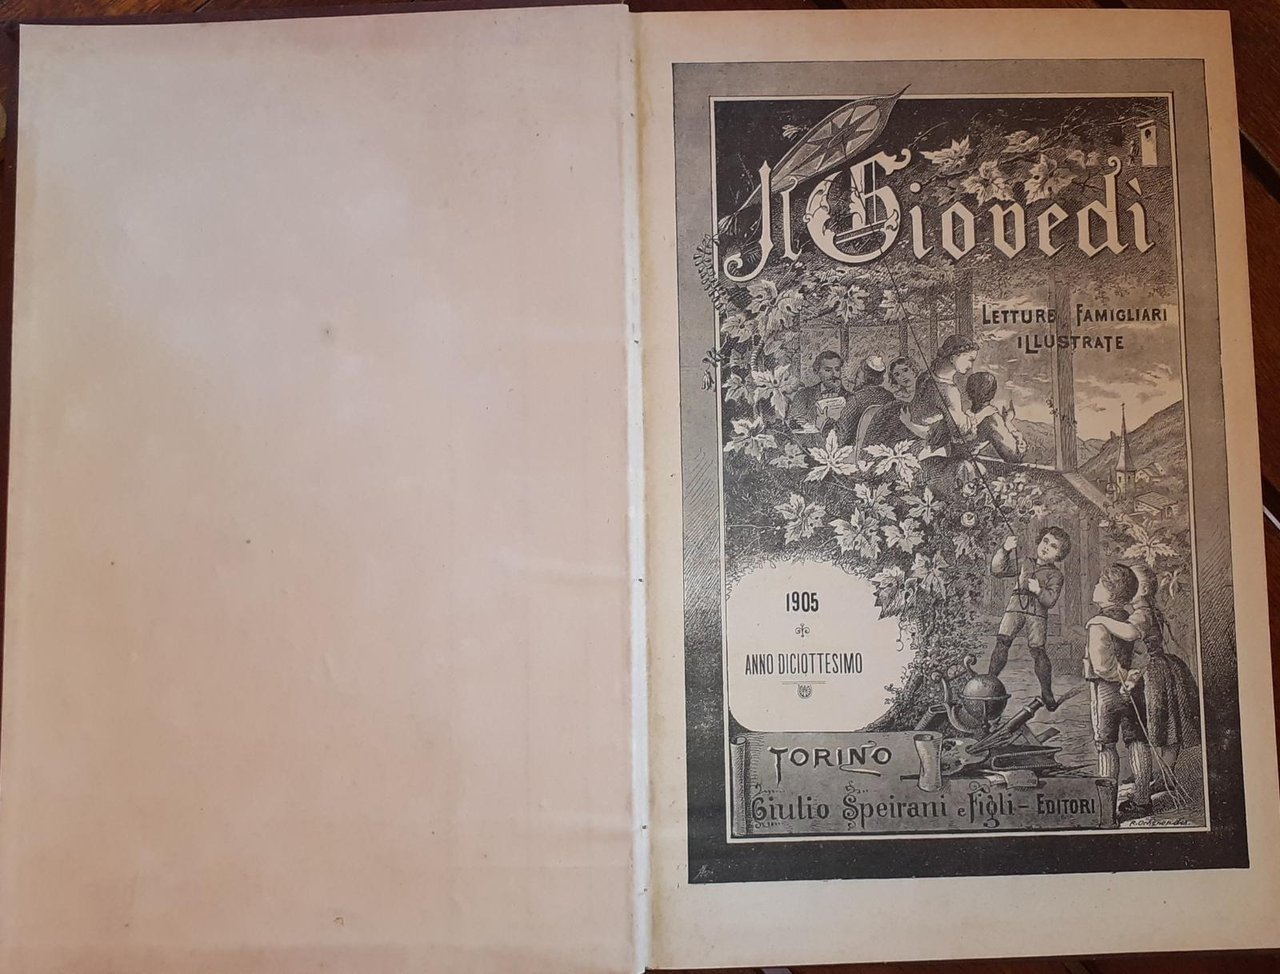 Il Giovedì
LETTURE FAMIGLIARI
ILLUSTRATE
1905
ANNO DICIOTTESIMO
TORINO
Giulio Speirani e Figli - EDITORI